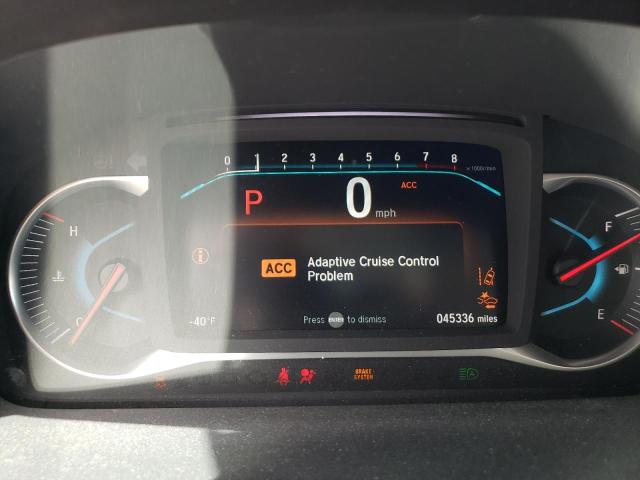 0 1 2 3 4 5 6 7 8
x1000r/min
P 0 mph ACC
H F
ACC Adaptive Cruise Control
Problem
C E
-40°F Press ENTER to dismiss 045336 miles
BRAKE
SYSTEM
A